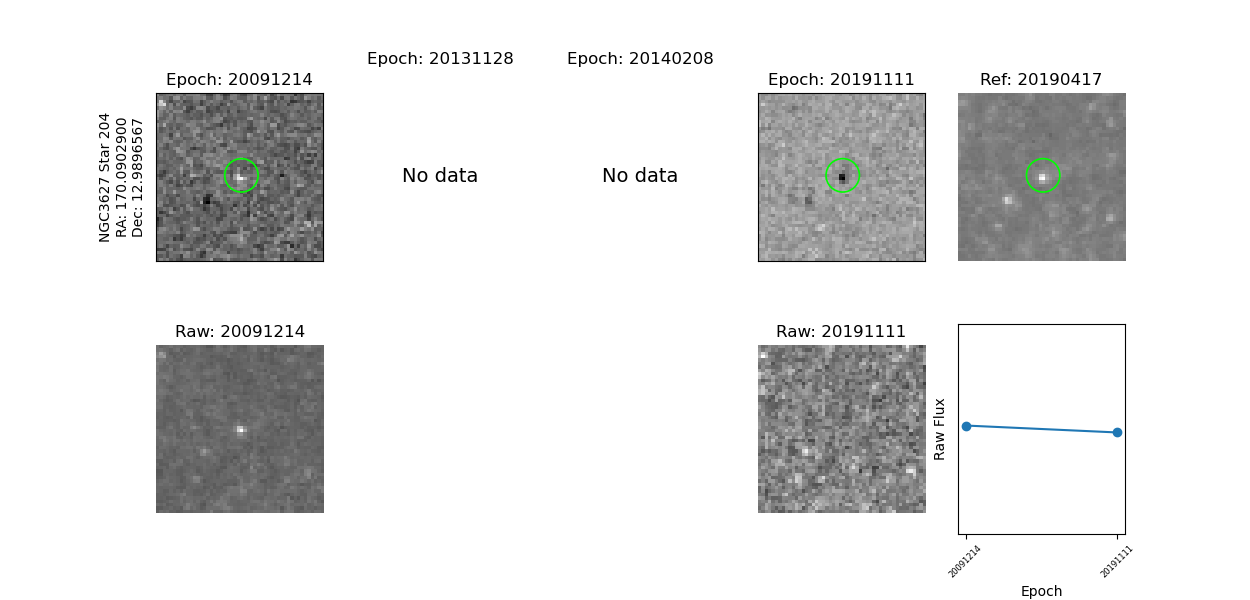 Epoch: 20131128
Epoch: 20140208
Epoch: 20091214
Epoch: 20191111
Ref: 20190417
NGC3627 Star 204
RA: 170.0902900
Dec: 12.9896567
No data
No data
Raw: 20091214
Raw: 20191111
Raw Flux
20091214
20191111
Epoch